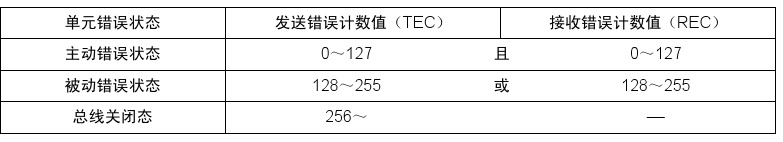 单元错误状态 发送错误计数值（TEC） 接收错误计数值（REC）
主动错误状态 0～127 且 0～127
被动错误状态 128～255 或 128～255
总线关闭态 256～ —